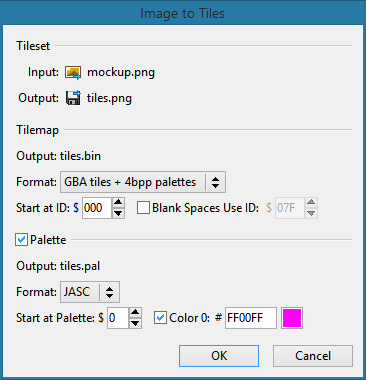 Image to Tiles
Tileset
Input: mockup.png
Output: tiles.png
Tilemap
Output: tiles.bin
Format: GBA tiles + 4bpp palettes
Start at ID: $ 000 Blank Spaces Use ID: $ 07F
Palette
Output: tiles.pal
Format: JASC
Start at Palette: $ 0 Color 0: # FF00FF
OK Cancel